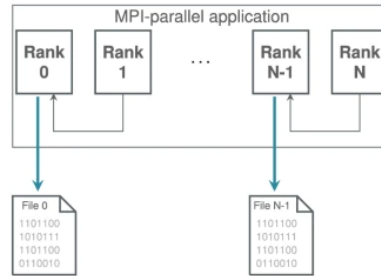 MPI-parallel application
Rank
0
Rank
1
...
Rank
N-1
Rank
N
File 0
1101100
1010111
1101100
0110010
File N-1
1101100
1010111
1101100
0110010